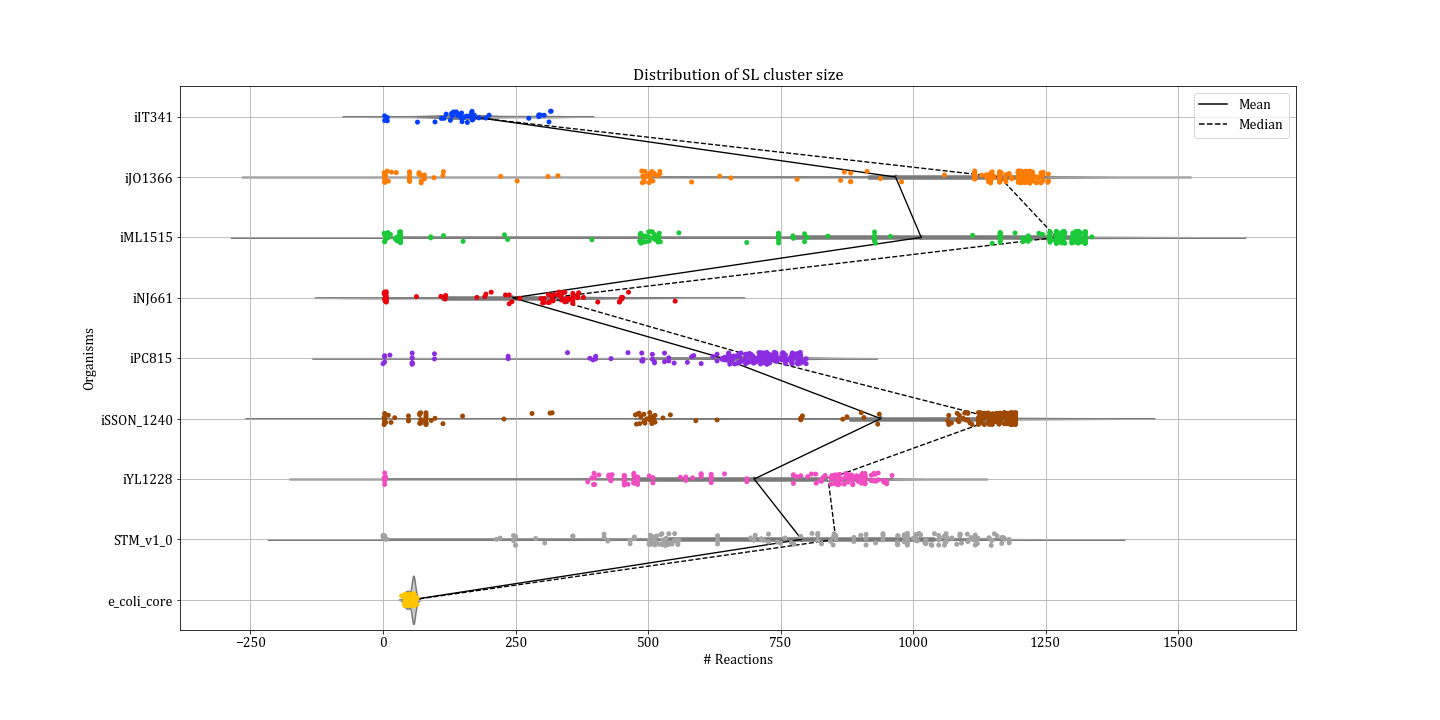 Distribution of SL cluster size
Mean
Median
Organisms
iIT341
iJO1366
iML1515
iNJ661
iPC815
iSSON_1240
iYL1228
STM_v1_0
e_coli_core
−250 0 250 500 750 1000 1250 1500
# Reactions